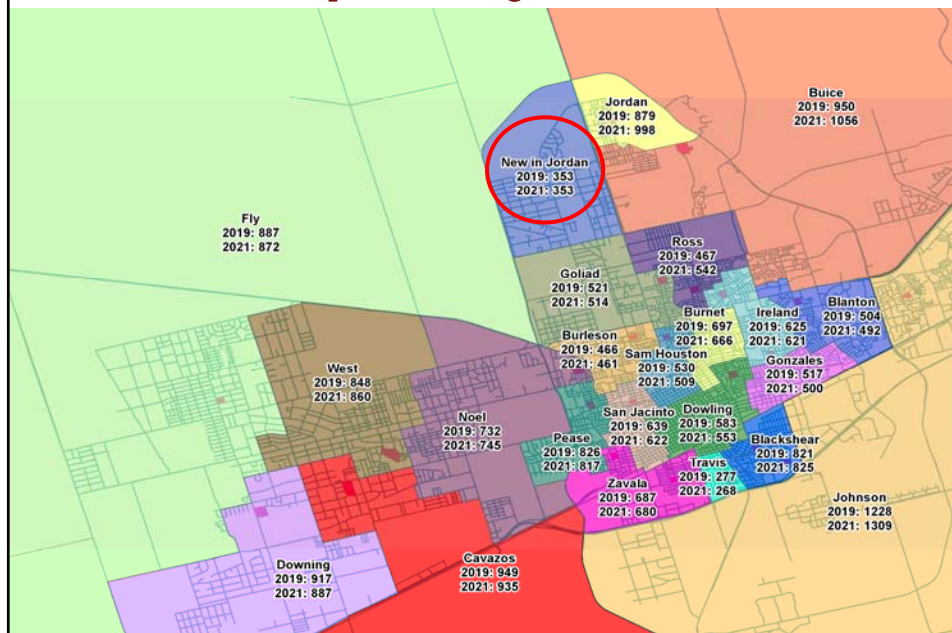 Jordan
2019: 879
2021: 998
Buice
2019: 950
2021: 1056
New in Jordan
2019: 353
2021: 353
Fly
2019: 887
2021: 872
Ross
2019: 467
2021: 542
Goliad
2019: 521
2021: 514
Burnet
2019: 697
2021: 666
Ireland
2019: 625
2021: 621
Blanton
2019: 504
2021: 492
Burleson
2019: 466
2021: 461
Sam Houston
2019: 530
2021: 509
Gonzales
2019: 517
2021: 500
West
2019: 848
2021: 860
Noel
2019: 732
2021: 745
San Jacinto
2019: 639
2021: 622
Dowling
2019: 583
2021: 553
Pease
2019: 826
2021: 817
Blackshear
2019: 821
2021: 825
Travis
2019: 277
2021: 268
Zavala
2019: 687
2021: 680
Johnson
2019: 1228
2021: 1309
Downing
2019: 917
2021: 887
Cavazos
2019: 949
2021: 935